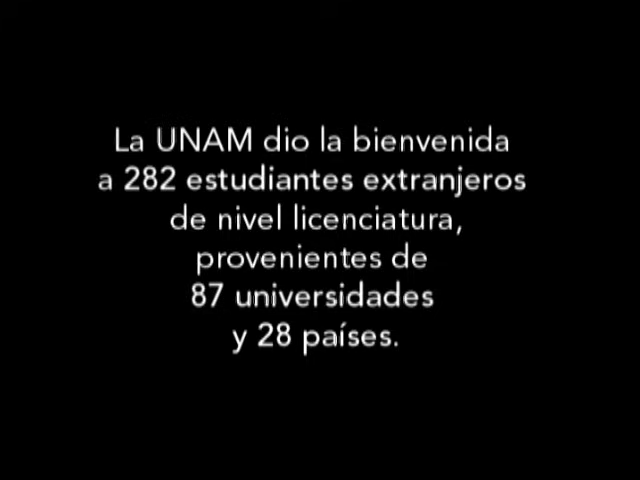 La UNAM dio la bienvenida
a 282 estudiantes extranjeros
de nivel licenciatura,
provenientes de
87 universidades
y 28 países.